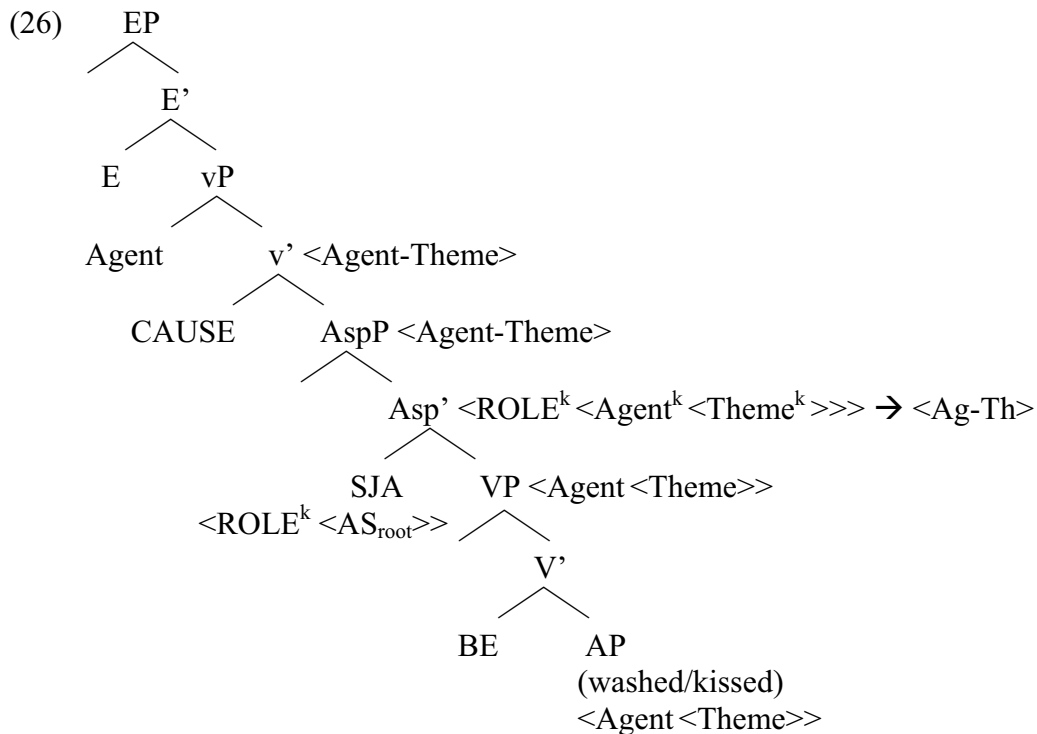 (26) EP
E’
E vP
Agent v’ <Agent-Theme>
CAUSE AspP <Agent-Theme>
Asp’ <ROLEᵏ <Agentᵏ <Themeᵏ >>> → <Ag-Th>
SJA VP <Agent <Theme>>
<ROLEᵏ <ASroot>>
V’
BE AP
(washed/kissed)
<Agent <Theme>>